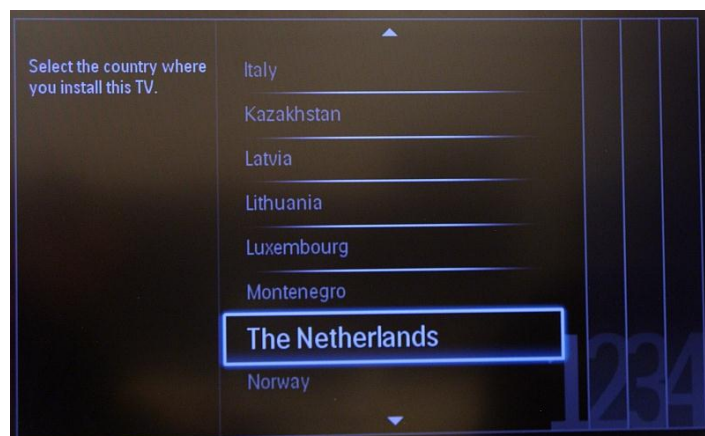 Select the country where
you install this TV.
Italy
Kazakhstan
Latvia
Lithuania
Luxembourg
Montenegro
The Netherlands
Norway
1234